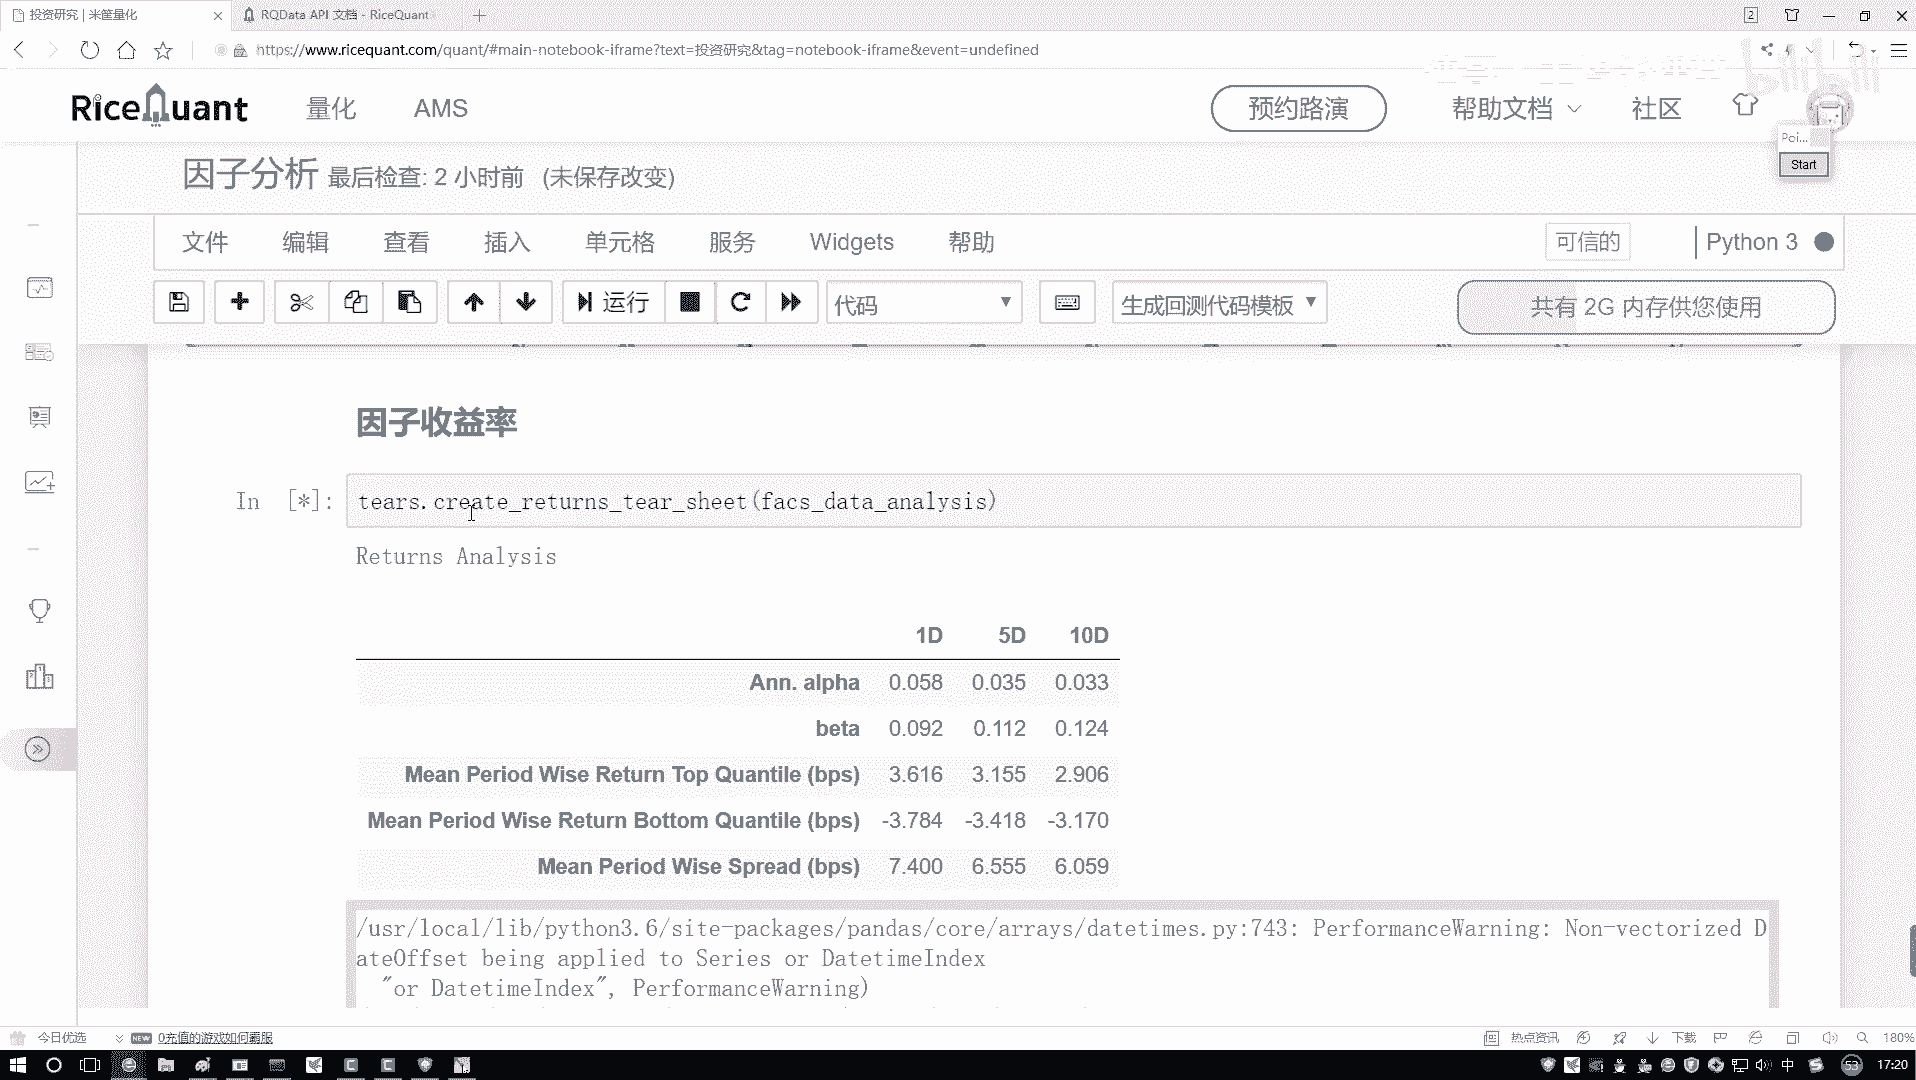 投资研究 | 米筐量化
RQData API 文档 - RiceQuant
2
https://www.ricequant.com/quant/#main-notebook-iframe?text=投资研究&tag=notebook-iframe&event=undefined
bilibili
RiceQuant
量化
AMS
预约路演
帮助文档
社区
Poi...
Start
因子分析 最后检查: 2 小时前 (未保存改变)
文件 编辑 查看 插入 单元格 服务 Widgets 帮助
可信的
Python 3
运行
代码
生成回测代码模板
共有 2G 内存供您使用
因子收益率
In [*]: tears.create_returns_tear_sheet(facs_data_analysis)
Returns Analysis
1D 5D 10D
Ann. alpha 0.058 0.035 0.033
beta 0.092 0.112 0.124
Mean Period Wise Return Top Quantile (bps) 3.616 3.155 2.906
Mean Period Wise Return Bottom Quantile (bps) -3.784 -3.418 -3.170
Mean Period Wise Spread (bps) 7.400 6.555 6.059
/usr/local/lib/python3.6/site-packages/pandas/core/arrays/datetimes.py:743: PerformanceWarning: Non-vectorized D
ateOffset being applied to Series or DatetimeIndex
"or DatetimeIndex", PerformanceWarning)
今日优选
NEW
0充值的游戏如何霸服
热点资讯
下载
180%
中
53
17:20